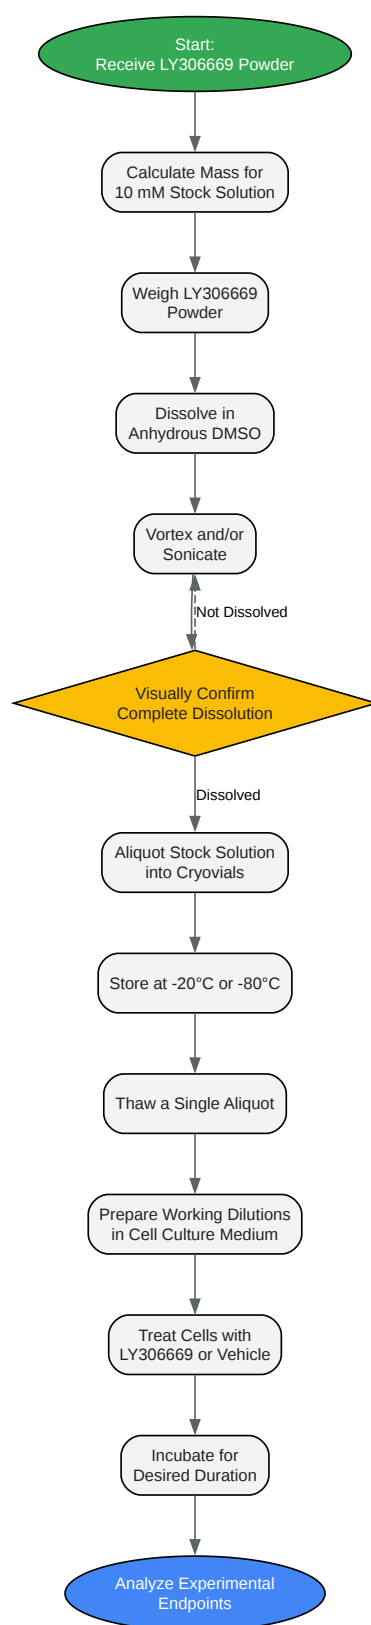 Start:
Receive LY306669 Powder
Calculate Mass for
10 mM Stock Solution
Weigh LY306669
Powder
Dissolve in
Anhydrous DMSO
Vortex and/or
Sonicate
Not Dissolved
Visually Confirm
Complete Dissolution
Dissolved
Aliquot Stock Solution
into Cryovials
Store at -20°C or -80°C
Thaw a Single Aliquot
Prepare Working Dilutions
in Cell Culture Medium
Treat Cells with
LY306669 or Vehicle
Incubate for
Desired Duration
Analyze Experimental
Endpoints